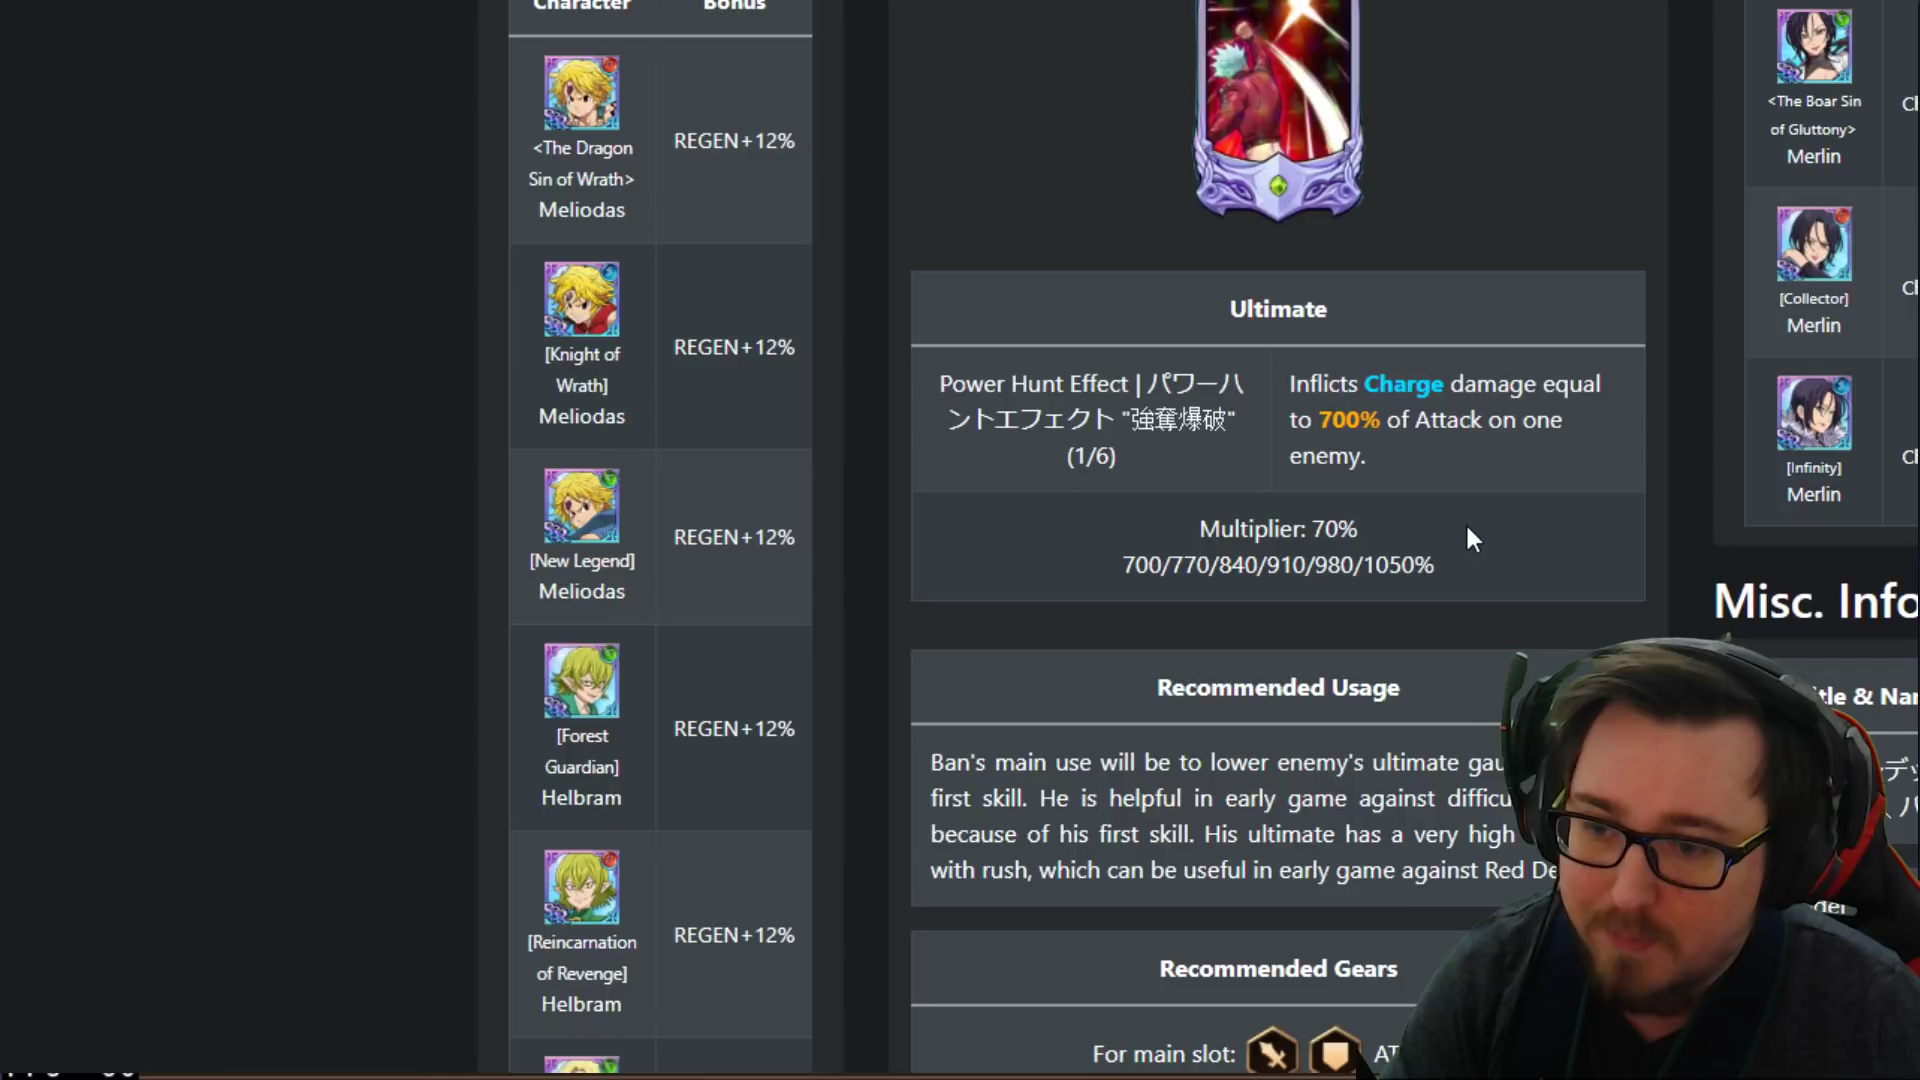 Character
Bonus
<The Dragon
Sin of Wrath>
Meliodas
REGEN+12%
[Knight of
Wrath]
Meliodas
REGEN+12%
[New Legend]
Meliodas
REGEN+12%
[Forest
Guardian]
Helbram
REGEN+12%
[Reincarnation
of Revenge]
Helbram
REGEN+12%
Ultimate
Power Hunt Effect | パワーハ
ントエフェクト "強奪爆破"
(1/6)
Inflicts Charge damage equal
to 700% of Attack on one
enemy.
Multiplier: 70%
700/770/840/910/980/1050%
Recommended Usage
Ban's main use will be to lower enemy's ultimate
first skill. He is helpful in early game against
because of his first skill. His ultimate has a very high
with rush, which can be useful in early game against Red
Recommended Gears
For main slot:
<The Boar Sin
of Gluttony>
Merlin
[Collector]
Merlin
[Infinity]
Merlin
Misc. Info
&